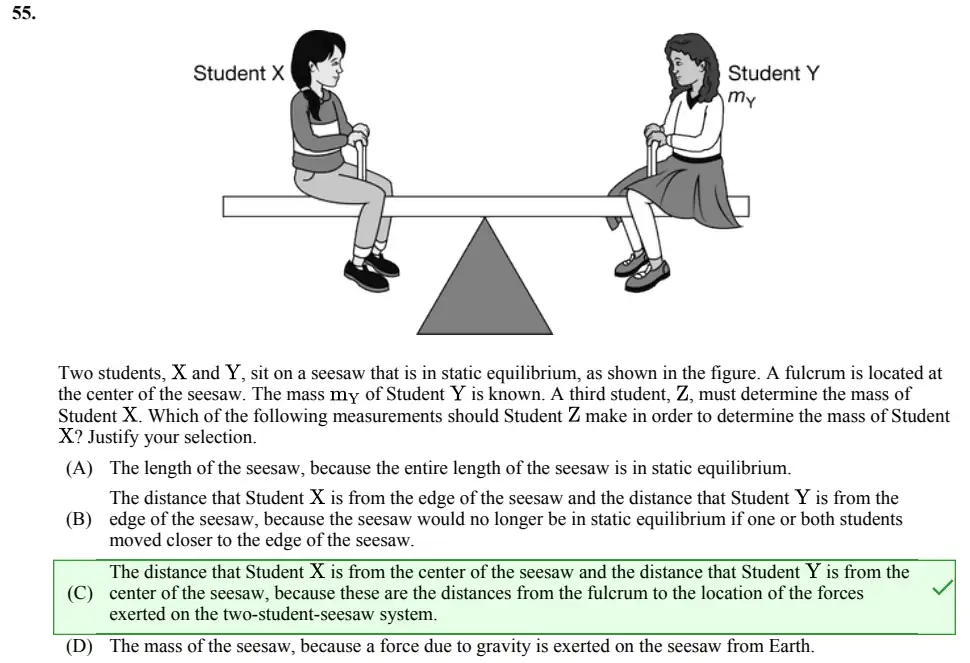 55.
Student X
Student Y
mY
Two students, X and Y, sit on a seesaw that is in static equilibrium, as shown in the figure. A fulcrum is located at
the center of the seesaw. The mass mY of Student Y is known. A third student, Z, must determine the mass of
Student X. Which of the following measurements should Student Z make in order to determine the mass of Student
X? Justify your selection.
(A) The length of the seesaw, because the entire length of the seesaw is in static equilibrium.
The distance that Student X is from the edge of the seesaw and the distance that Student Y is from the
(B) edge of the seesaw, because the seesaw would no longer be in static equilibrium if one or both students
moved closer to the edge of the seesaw.
The distance that Student X is from the center of the seesaw and the distance that Student Y is from the
(C) center of the seesaw, because these are the distances from the fulcrum to the location of the forces
exerted on the two-student-seesaw system.
(D) The mass of the seesaw, because a force due to gravity is exerted on the seesaw from Earth.